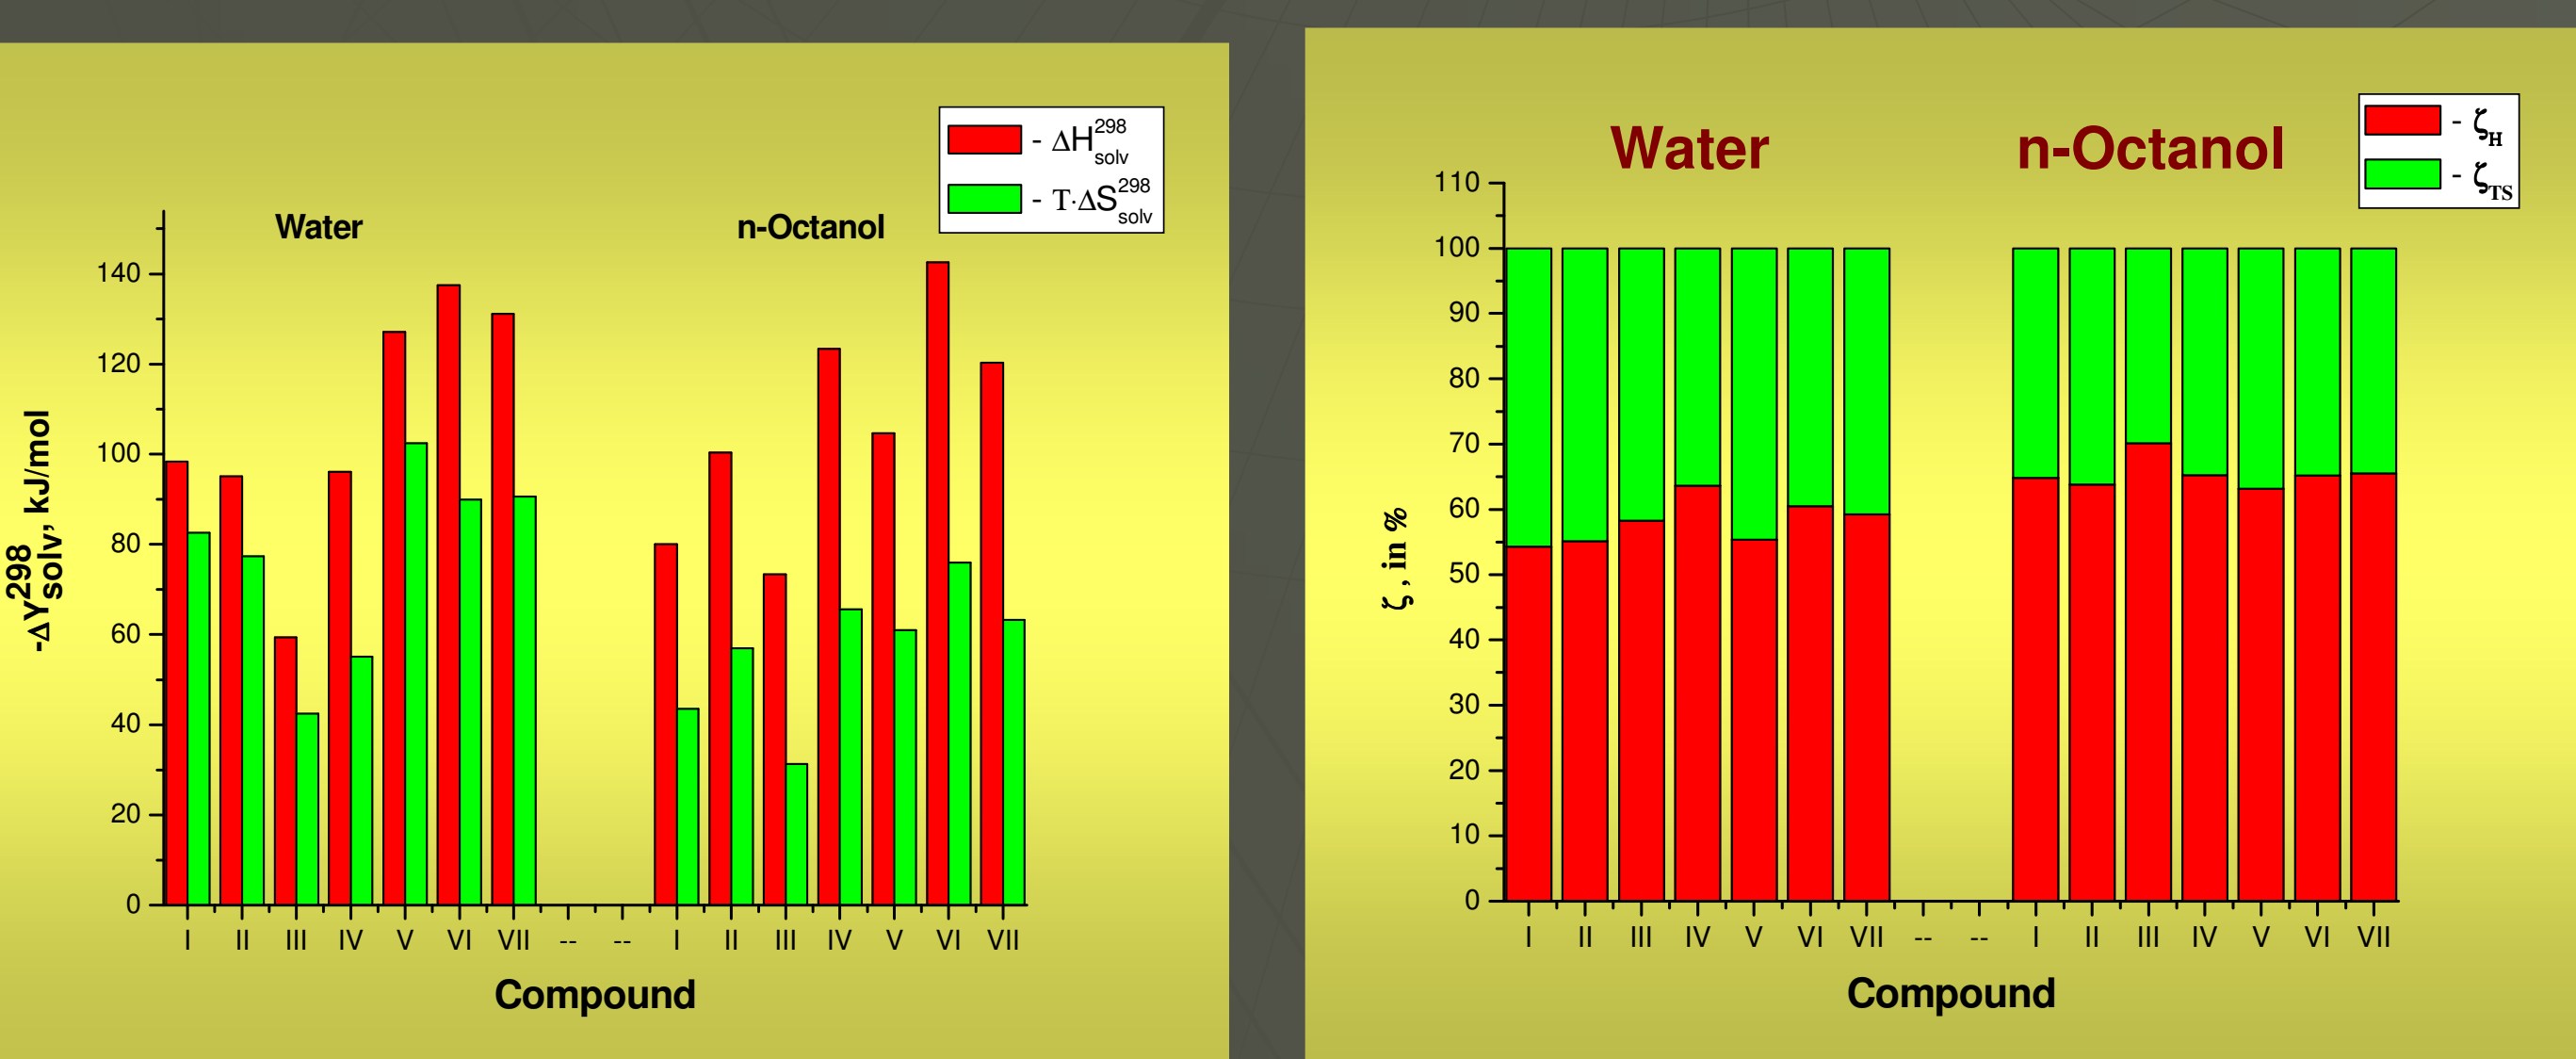 - ΔH298solv
- T·ΔS298solv
Water
n-Octanol
140
120
100
80
60
40
20
0
-ΔY298solv, kJ/mol
I II III IV V VI VII -- -- I II III IV V VI VII
Compound
- ζH
- ζTS
Water
n-Octanol
110
100
90
80
70
60
50
40
30
20
10
0
ζ, in %
I II III IV V VI VII -- -- I II III IV V VI VII
Compound